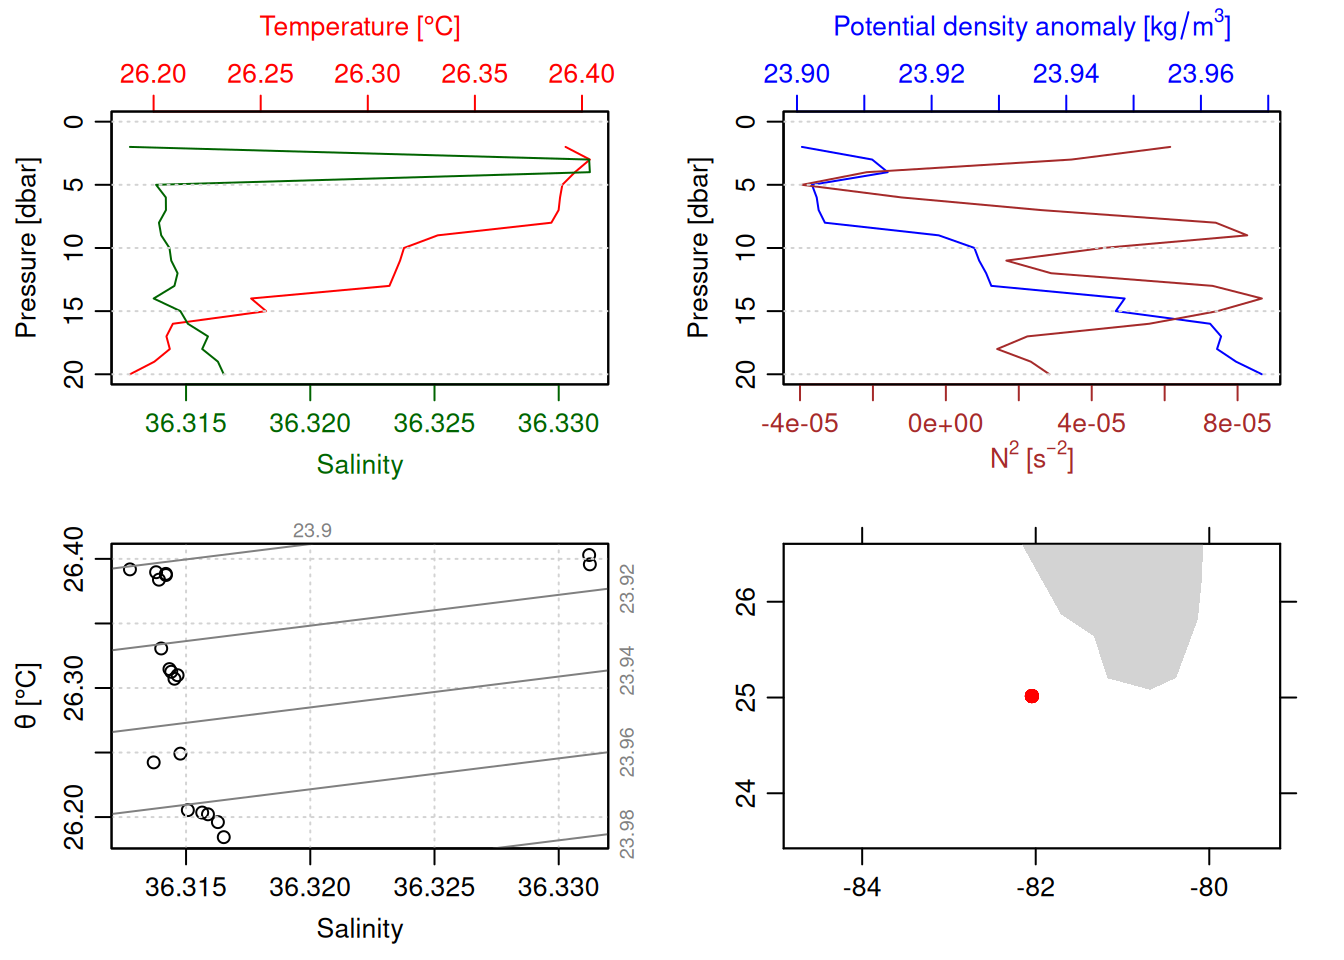 Temperature [°C]
26.20 26.25 26.30 26.35 26.40
Pressure [dbar]
0
5
10
15
20
36.315 36.320 36.325 36.330
Salinity
Potential density anomaly [kg/m³]
23.90 23.92 23.94 23.96
Pressure [dbar]
0
5
10
15
20
-4e-05 0e+00 4e-05 8e-05
N² [s⁻²]
23.9
θ [°C]
26.40
26.30
26.20
23.92
23.94
23.96
23.98
36.315 36.320 36.325 36.330
Salinity
26
25
24
-84 -82 -80